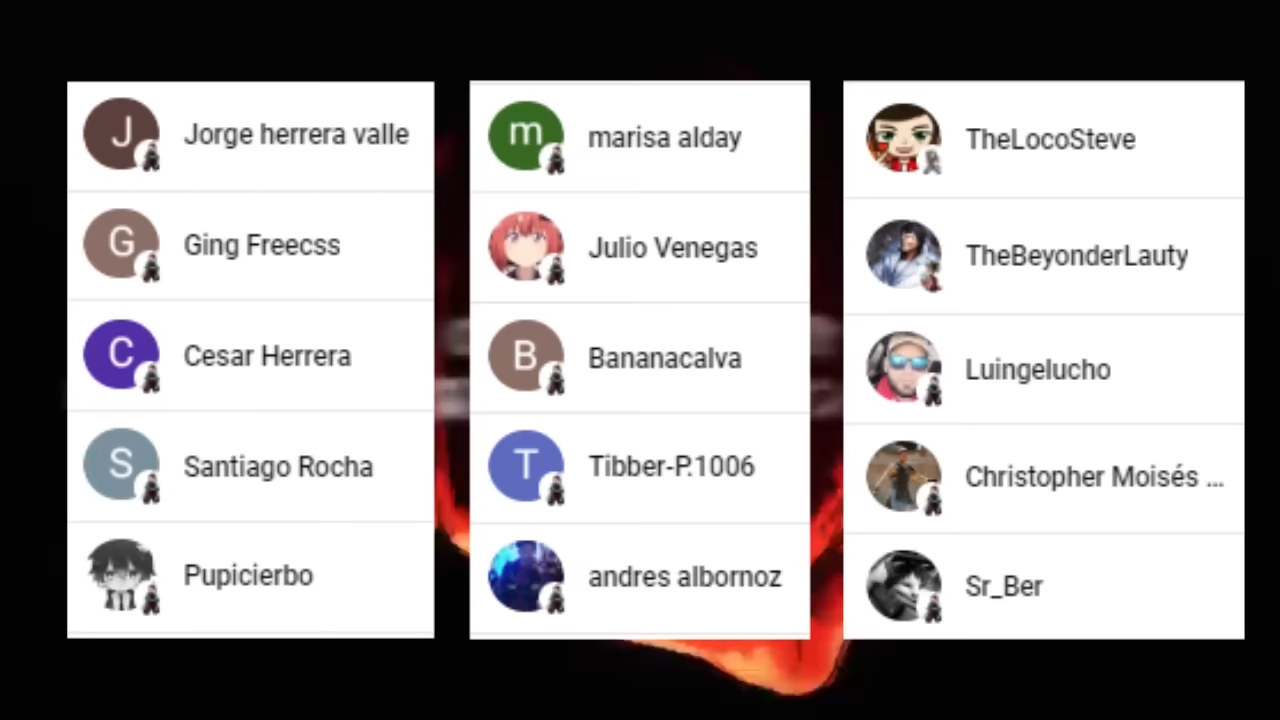 J
Jorge herrera valle
G
Ging Freecss
C
Cesar Herrera
S
Santiago Rocha
Pupicierbo
m
marisa alday
Julio Venegas
B
Bananacalva
T
Tibber-P.1006
andres albornoz
TheLocoSteve
TheBeyonderLauty
Luingelucho
Christopher Moisés ...
Sr_Ber